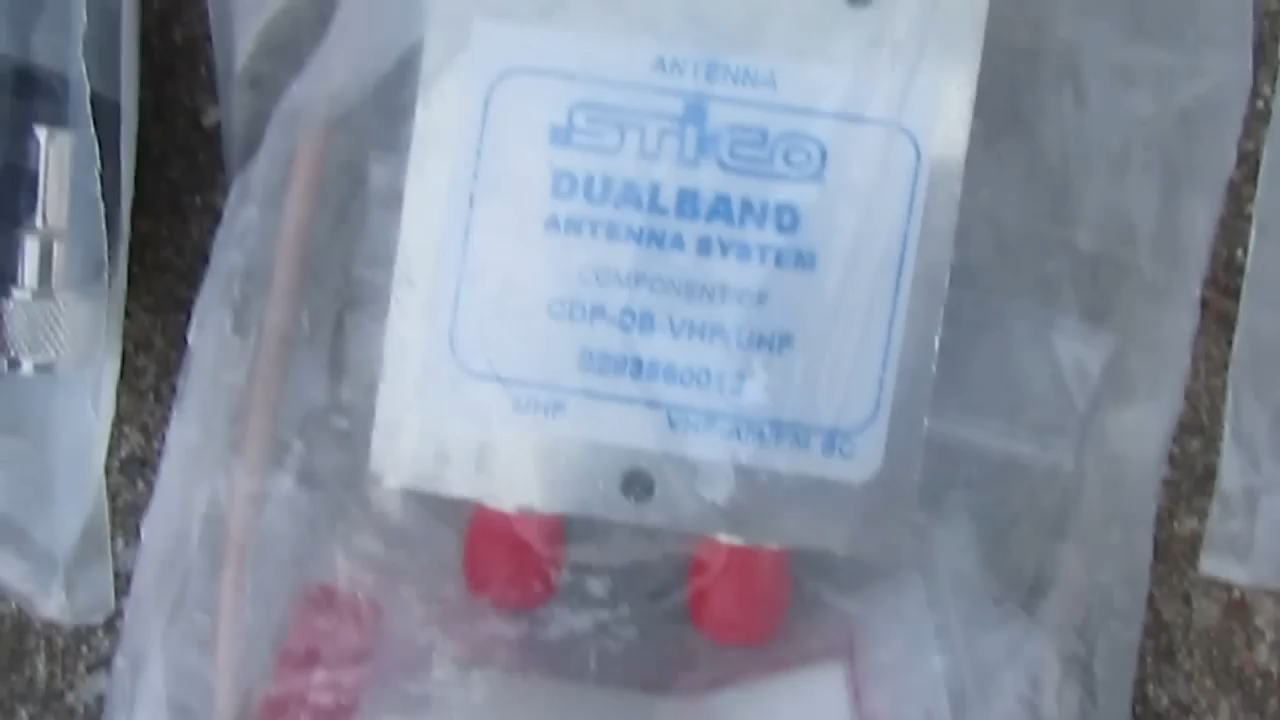 ANTENNA
STi-CO
DUALBAND
ANTENNA SYSTEM
COMPONENT OF
CDP-DB-VHF/UHF
UHF